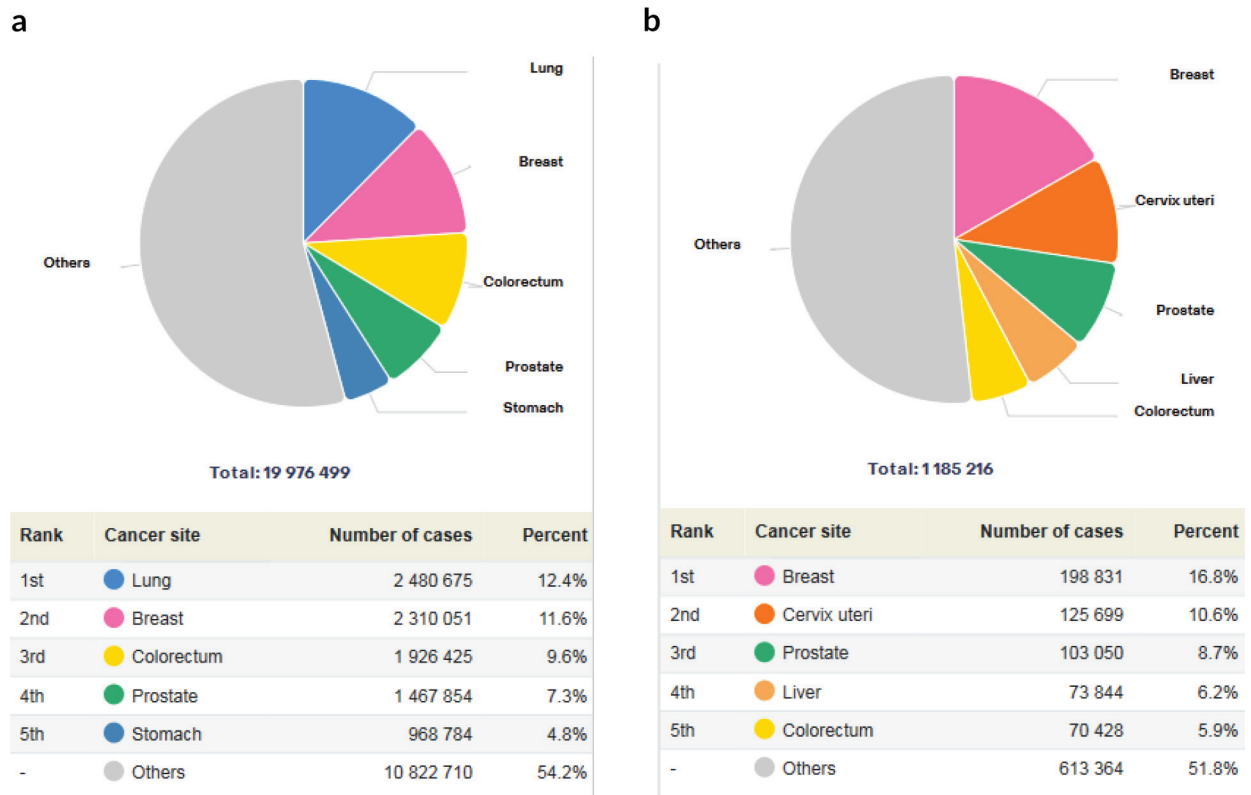 a
Lung
Breast
Colorectum
Prostate
Stomach
Others
Total: 19 976 499
Rank Cancer site Number of cases Percent
1st Lung 2 480 675 12.4%
2nd Breast 2 310 051 11.6%
3rd Colorectum 1 926 425 9.6%
4th Prostate 1 467 854 7.3%
5th Stomach 968 784 4.8%
- Others 10 822 710 54.2%
b
Breast
Cervix uteri
Prostate
Liver
Colorectum
Others
Total: 1 185 216
Rank Cancer site Number of cases Percent
1st Breast 198 831 16.8%
2nd Cervix uteri 125 699 10.6%
3rd Prostate 103 050 8.7%
4th Liver 73 844 6.2%
5th Colorectum 70 428 5.9%
- Others 613 364 51.8%